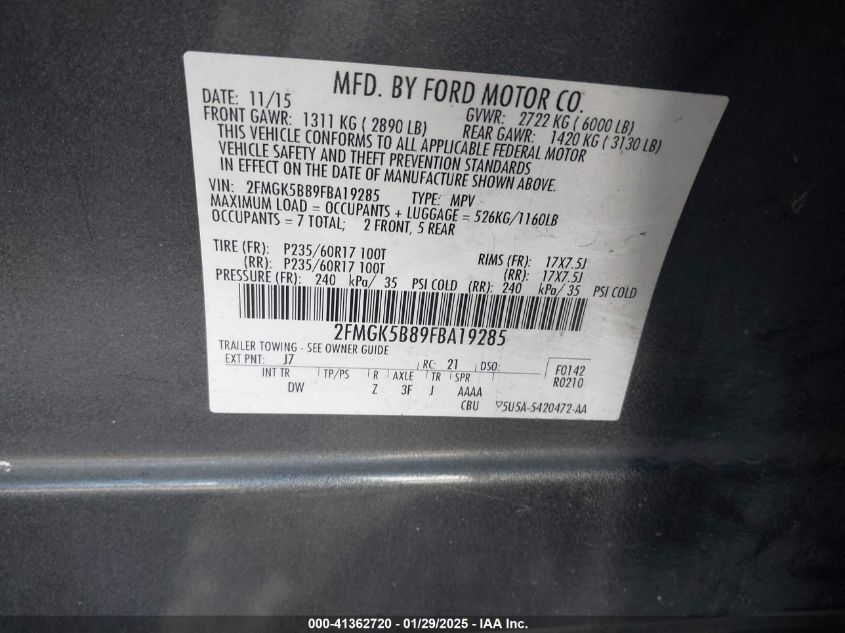 MFD. BY FORD MOTOR CO.
DATE: 11/15 GVWR: 2722 KG ( 6000 LB)
FRONT GAWR: 1311 KG ( 2890 LB) REAR GAWR: 1420 KG ( 3130 LB)
THIS VEHICLE CONFORMS TO ALL APPLICABLE FEDERAL MOTOR
VEHICLE SAFETY AND THEFT PREVENTION STANDARDS
IN EFFECT ON THE DATE OF MANUFACTURE SHOWN ABOVE.
VIN: 2FMGK5B89FBA19285 TYPE: MPV
MAXIMUM LOAD = OCCUPANTS + LUGGAGE = 526KG/1160LB
OCCUPANTS = 7 TOTAL; 2 FRONT, 5 REAR
TIRE (FR): P235/60R17 100T RIMS (FR): 17X7.5J
(RR): P235/60R17 100T (RR): 17X7.5J
PRESSURE (FR): 240 kPa/ 35 PSI COLD (RR): 240 kPa/ 35 PSI COLD
2FMGK5B89FBA19285
TRAILER TOWING - SEE OWNER GUIDE
EXT PNT: J7 RC: 21 DSO: F0142
INT TR TP/PS R AXLE TR SPR R0210
DW Z 3F J AAAA
CBU 5U5A-5420472-AA
000-41362720 - 01/29/2025 - IAA Inc.